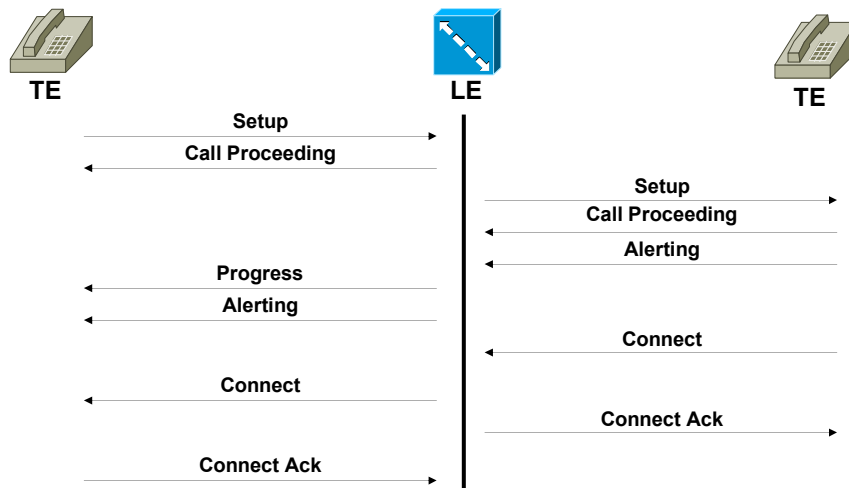 TE
LE
TE
Setup
Call Proceeding
Setup
Call Proceeding
Alerting
Progress
Alerting
Connect
Connect
Connect Ack
Connect Ack